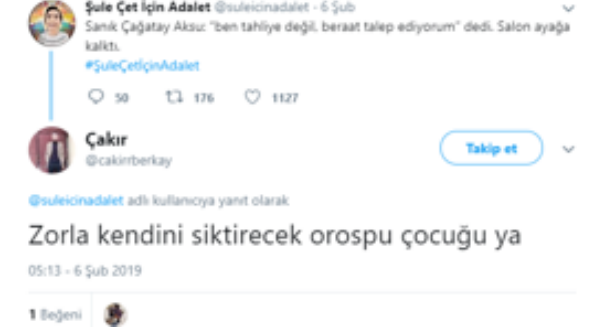 Şule Çet İçin Adalet @suleicinadalet · 6 Şub
Sanık Çağatay Aksu: "ben tahliye değil, beraat talep ediyorum" dedi. Salon ayağa
kalktı.
#ŞuleÇetİçinAdalet
50 176 1127
Çakır
@cakirrberkay
Takip et
@suleicinadalet adlı kullanıcıya yanıt olarak
Zorla kendini siktirecek orospu çocuğu ya
05:13 - 6 Şub 2019
1 Beğeni